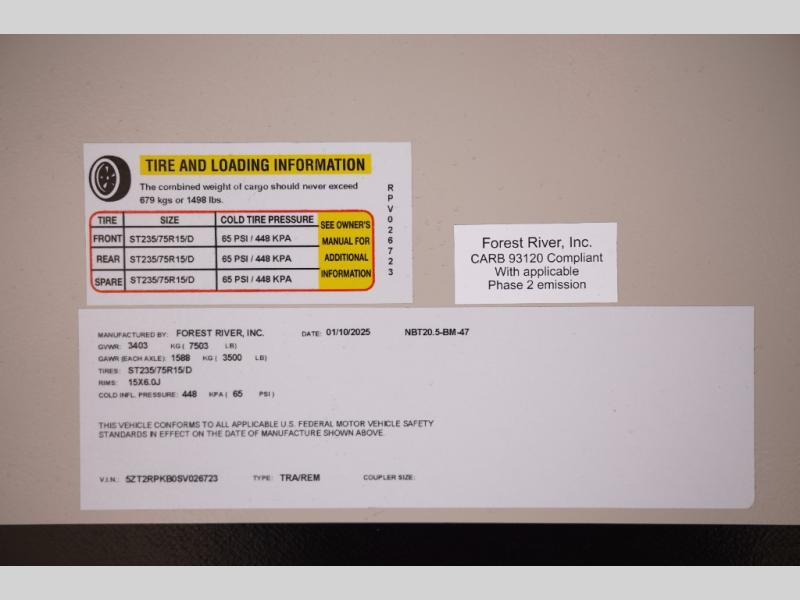 TIRE AND LOADING INFORMATION
The combined weight of cargo should never exceed
679 kgs or 1498 lbs.
TIRE SIZE COLD TIRE PRESSURE
FRONT ST235/75R15/D 65 PSI / 448 KPA
REAR ST235/75R15/D 65 PSI / 448 KPA
SPARE ST235/75R15/D 65 PSI / 448 KPA
SEE OWNER'S
MANUAL FOR
ADDITIONAL
INFORMATION
RPV026723
Forest River, Inc.
CARB 93120 Compliant
With applicable
Phase 2 emission
MANUFACTURED BY: FOREST RIVER, INC. DATE: 01/10/2025 NBT20.5-BM-47
GVWR: 3403 KG ( 7503 LB)
GAWR (EACH AXLE): 1588 KG ( 3500 LB)
TIRES: ST235/75R15/D
RIMS: 15X6.0J
COLD INFL. PRESSURE: 448 KPA ( 65 PSI )
THIS VEHICLE CONFORMS TO ALL APPLICABLE U.S. FEDERAL MOTOR VEHICLE SAFETY
STANDARDS IN EFFECT ON THE DATE OF MANUFACTURE SHOWN ABOVE.
V.I.N.: 5ZT2RPKB0SV026723 TYPE: TRA/REM COUPLER SIZE: